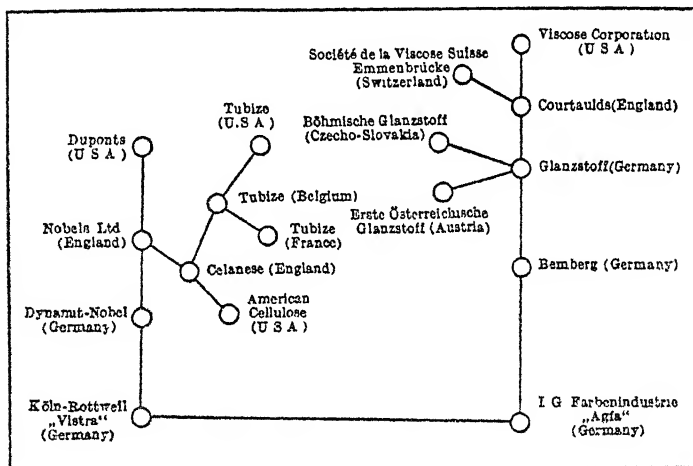 Viscose Corporation
(U S A)
Société de la Viscose Suisse
Emmenbrücke
(Switzerland)
Courtaulds (England)
Tubize
(U.S A)
Böhmische Glanzstoff
(Czecho-Slovakia)
Duponts
(U S A)
Glanzstoff (Germany)
Tubize (Belgium)
Erste Österreichische
Glanzstoff (Austria)
Nobels Ltd
(England)
Tubize
(France)
Celanese (England)
Bemberg (Germany)
American
Cellulose
(U S A)
Dynamit-Nobel
(Germany)
Köln-Rottweil
„Vistra“
(Germany)
I G Farbenindustrie
„Agfa“
(Germany)